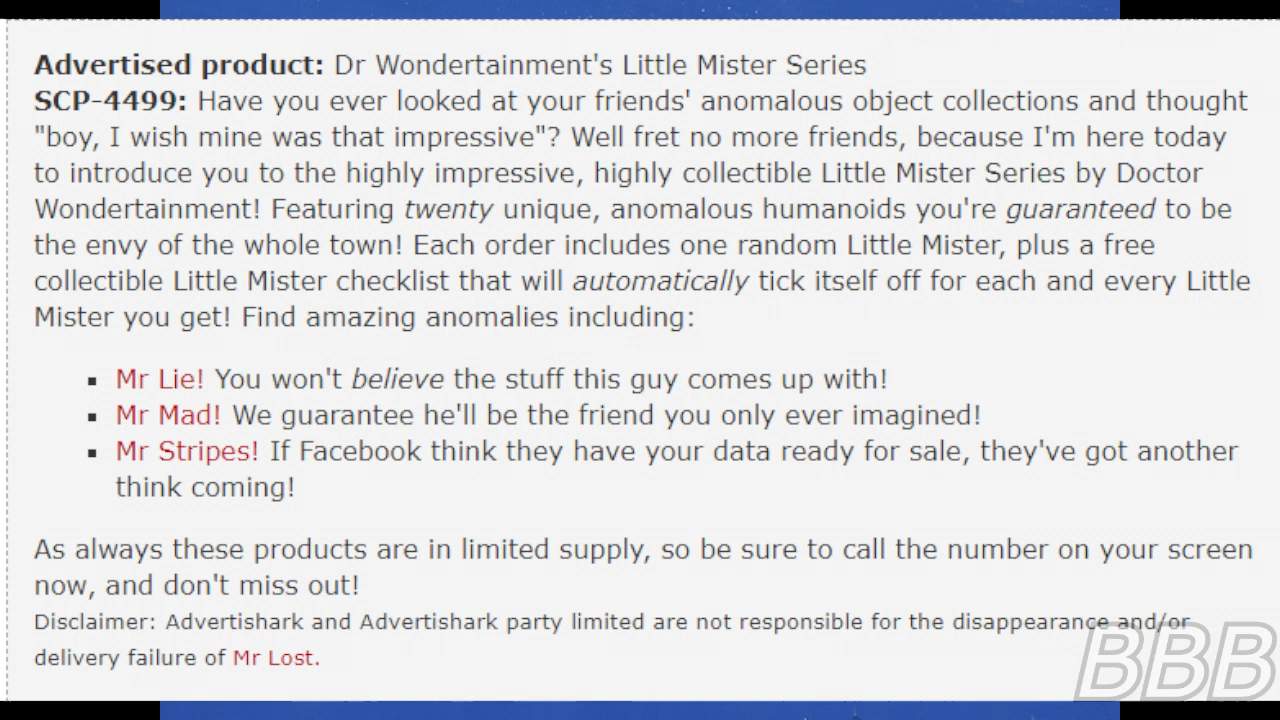 Advertised product: Dr Wondertainment's Little Mister Series
SCP-4499: Have you ever looked at your friends' anomalous object collections and thought
"boy, I wish mine was that impressive"? Well fret no more friends, because I'm here today
to introduce you to the highly impressive, highly collectible Little Mister Series by Doctor
Wondertainment! Featuring twenty unique, anomalous humanoids you're guaranteed to be
the envy of the whole town! Each order includes one random Little Mister, plus a free
collectible Little Mister checklist that will automatically tick itself off for each and every Little
Mister you get! Find amazing anomalies including:
▪ Mr Lie! You won't believe the stuff this guy comes up with!
▪ Mr Mad! We guarantee he'll be the friend you only ever imagined!
▪ Mr Stripes! If Facebook think they have your data ready for sale, they've got another
think coming!
As always these products are in limited supply, so be sure to call the number on your screen
now, and don't miss out!
Disclaimer: Advertishark and Advertishark party limited are not responsible for the disappearance and/or
delivery failure of Mr Lost.
BBB